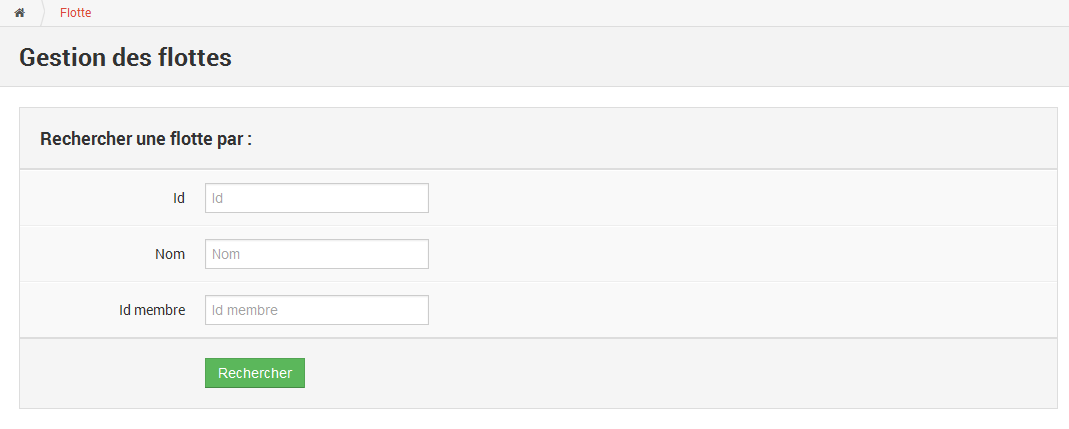 Flotte
Gestion des flottes
Rechercher une flotte par :
Id Id
Nom Nom
Id membre Id membre
Rechercher